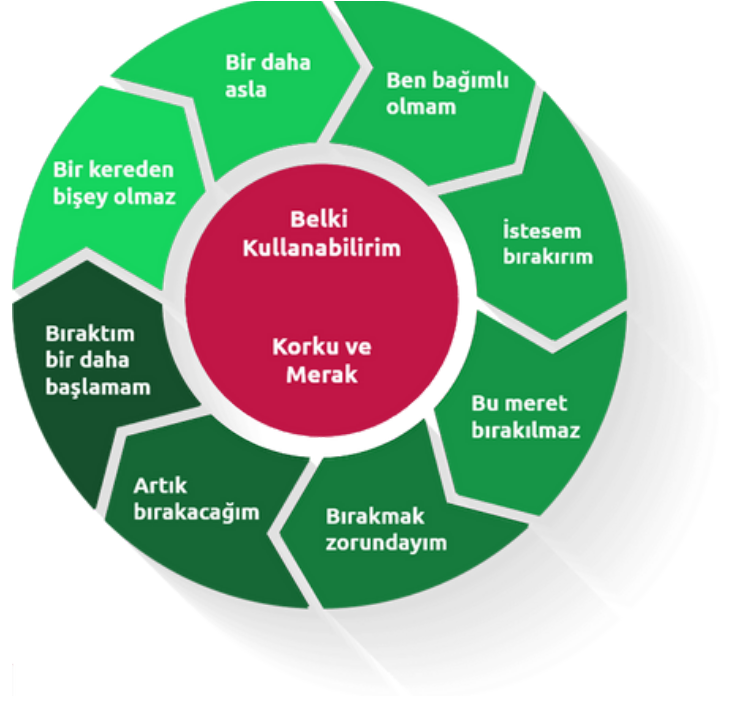 Bir daha
asla
Ben bağımlı
olmam
Bir kereden
bişey olmaz
Belki
Kullanabilirim
İstesem
bırakırım
Korku ve
Merak
Bıraktım
bir daha
başlamam
Bu meret
bırakılmaz
Artık
bırakacağım
Bırakmak
zorundayım